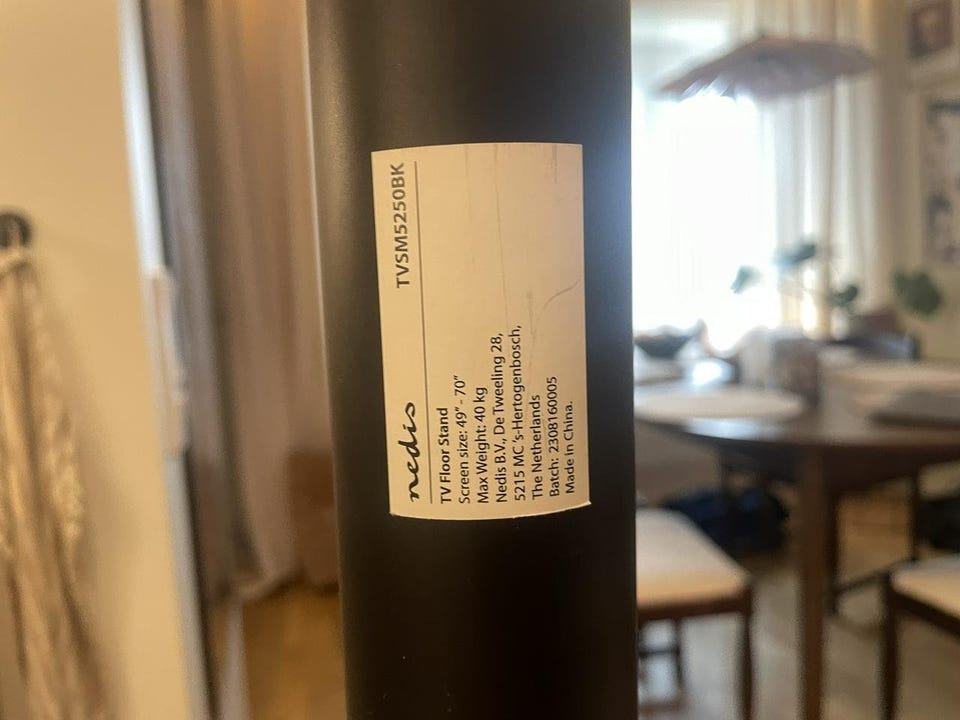 nedis TVSM5250BK
TV Floor Stand
Screen size: 49” - 70”
Max Weight: 40 kg
Nedis B.V., De Tweeling 28,
5215 MC ’s-Hertogenbosch,
The Netherlands
Batch: 2308160005
Made in China.